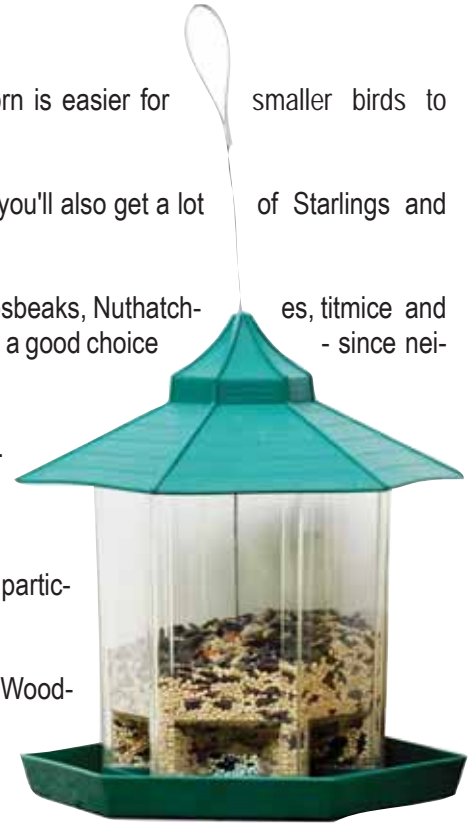 orn is easier for smaller birds to
you'll also get a lot of Starlings and
sbeaks, Nuthatch- es, titmice and
a good choice - since nei-
partic-
Wood-